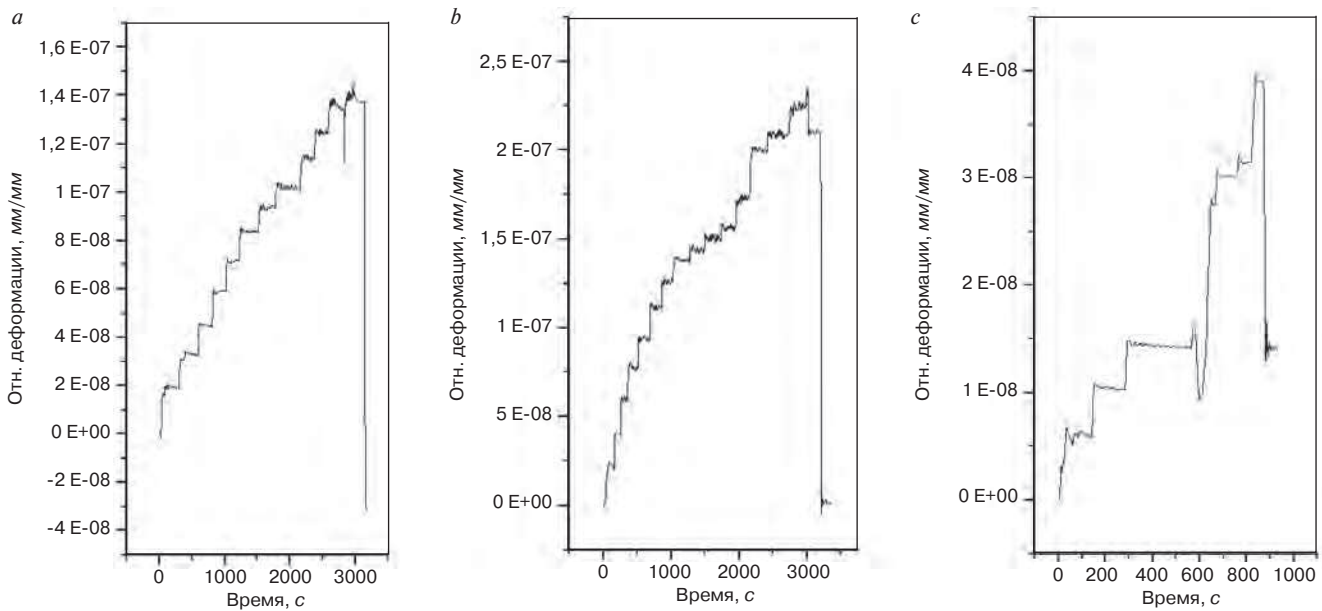 a
1,6 E-07
1,4 E-07
1,2 E-07
1 E-07
8 E-08
6 E-08
4 E-08
2 E-08
0 E+00
-2 E-08
-4 E-08
Отн. деформации, мм/мм
0 1000 2000 3000
Время, с
b
2,5 E-07
2 E-07
1,5 E-07
1 E-07
5 E-08
0 E+00
Отн. деформации, мм/мм
0 1000 2000 3000
Время, с
c
4 E-08
3 E-08
2 E-08
1 E-08
0 E+00
Отн. деформации, мм/мм
0 200 400 600 800 1000
Время, с